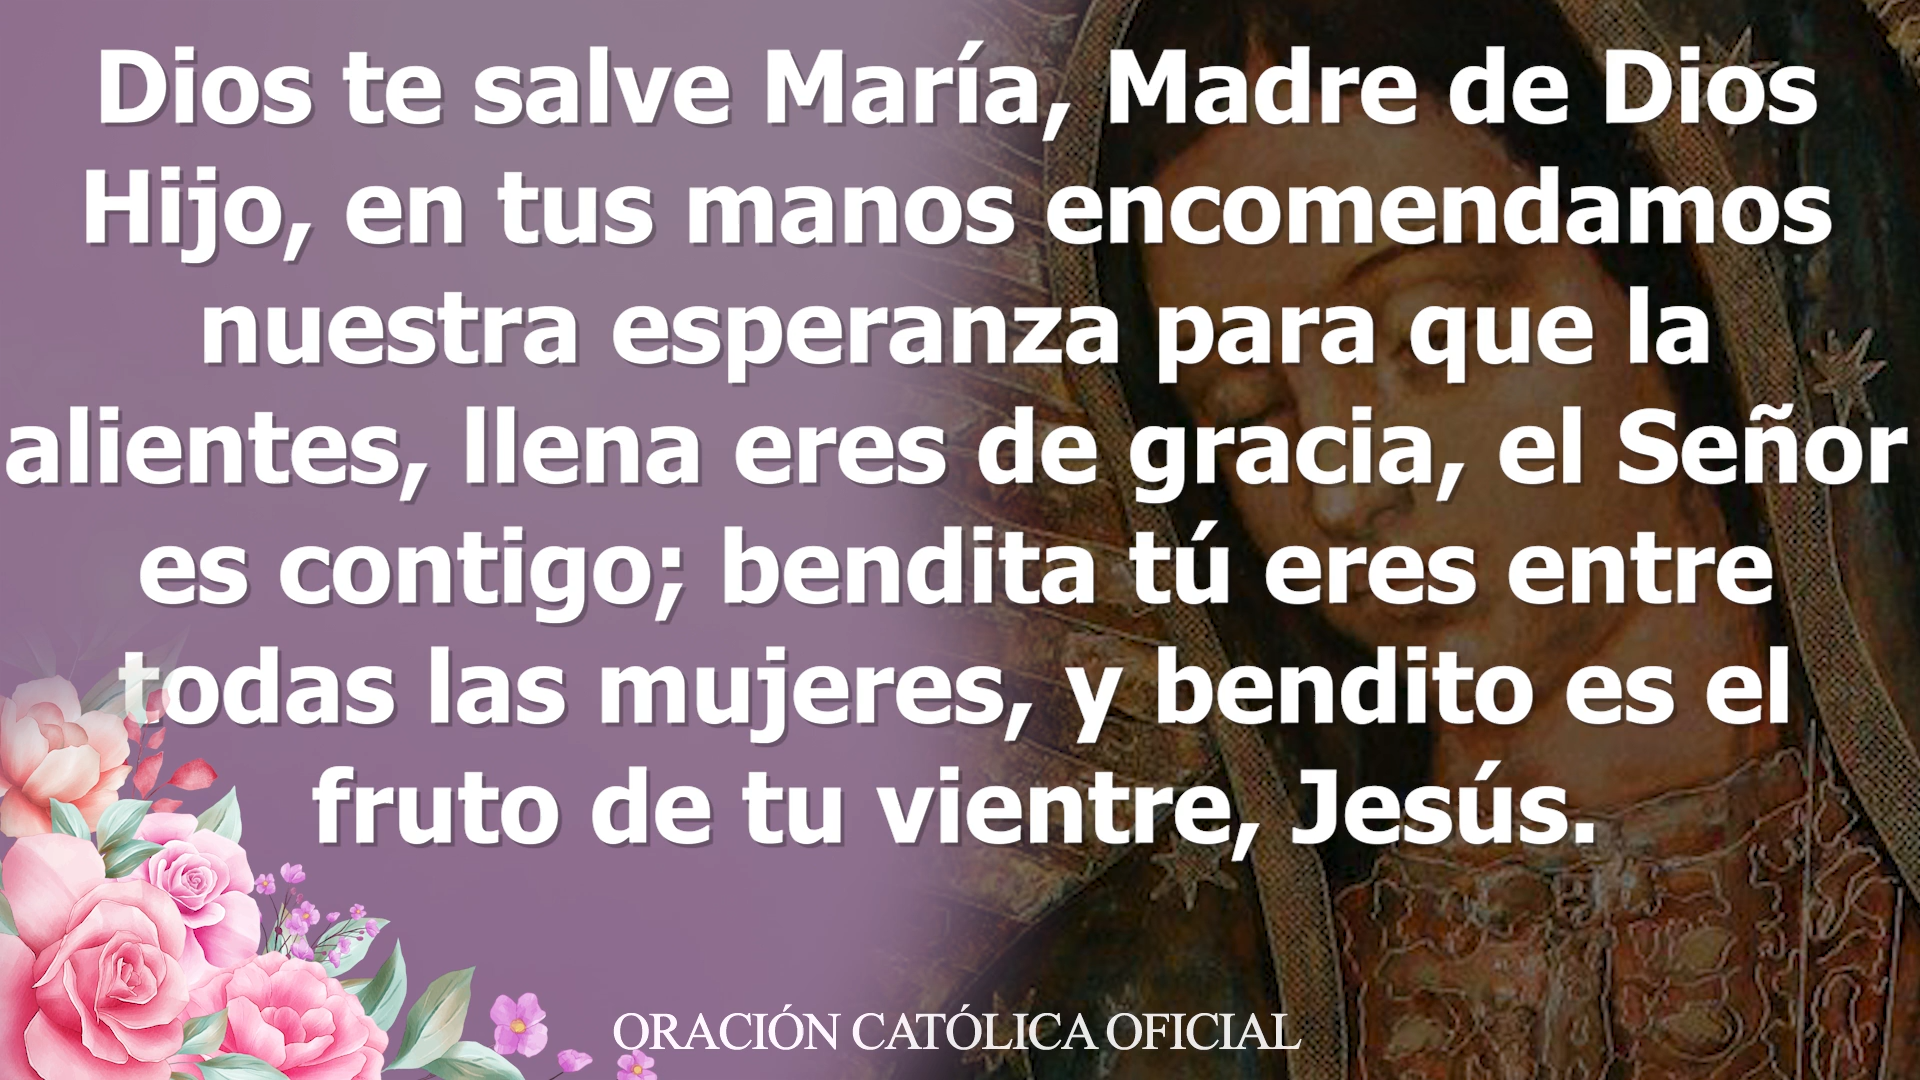 Dios te salve María, Madre de Dios
Hijo, en tus manos encomendamos
nuestra esperanza para que la
alientes, llena eres de gracia, el Señor
es contigo; bendita tú eres entre
todas las mujeres, y bendito es el
fruto de tu vientre, Jesús.
ORACIÓN CATÓLICA OFICIAL